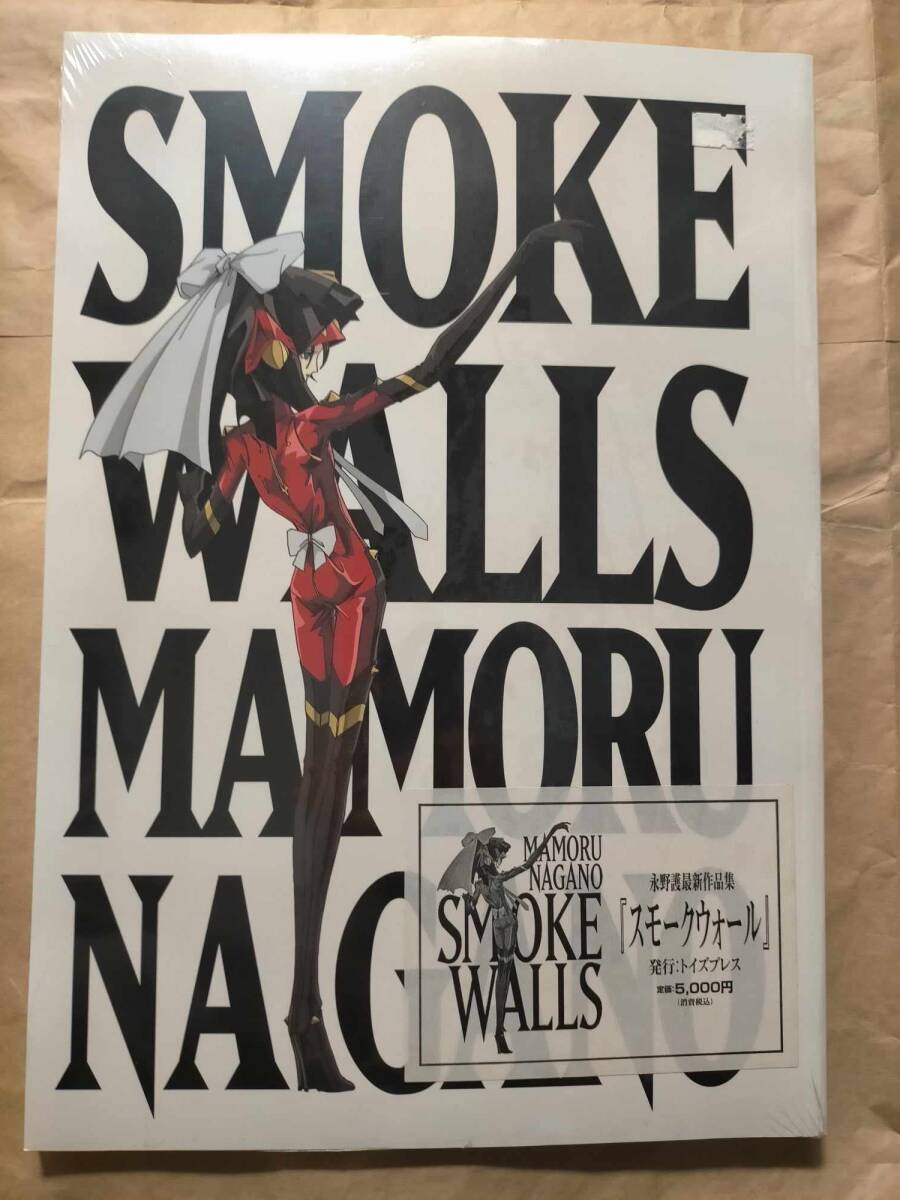 SMOKE
WALLS
MAMORU
NAGANO
MAMORU
NAGANO
SMOKE
WALLS
永野護最新作品集
『スモークウォール』
発行:トイズプレス
定価:5,000円
(消費税込)